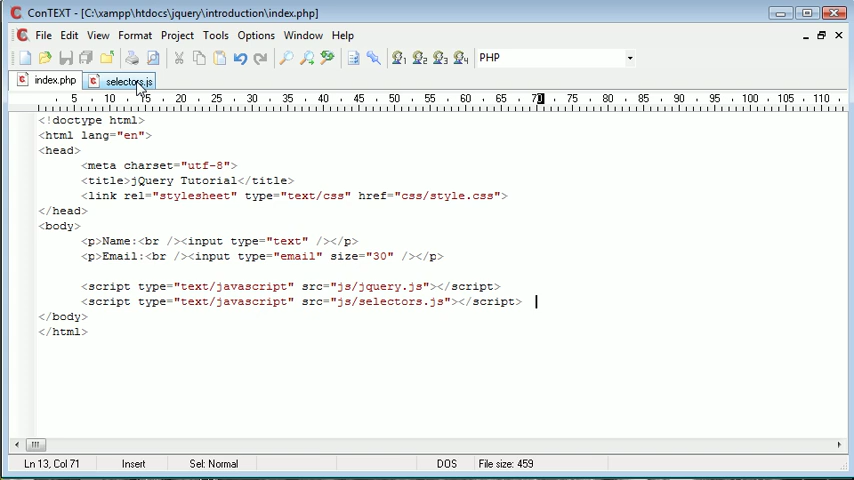 ConTEXT - [C:\xampp\htdocs\jquery\introduction\index.php]
File Edit View Format Project Tools Options Window Help
1 2 3 4 PHP
index.php selectors.js
5 10 15 20 25 30 35 40 45 50 55 60 65 70 75 80 85 90 95 100 105 110
<!doctype html>
<html lang="en">
<head>
<meta charset="utf-8">
<title>jQuery Tutorial</title>
<link rel="stylesheet" type="text/css" href="css/style.css">
</head>
<body>
<p>Name:<br /><input type="text" /></p>
<p>Email:<br /><input type="email" size="30" /></p>
<script type="text/javascript" src="js/jquery.js"></script>
<script type="text/javascript" src="js/selectors.js"></script>
</body>
</html>
Ln 13, Col 71 Insert Sel: Normal DOS File size: 459